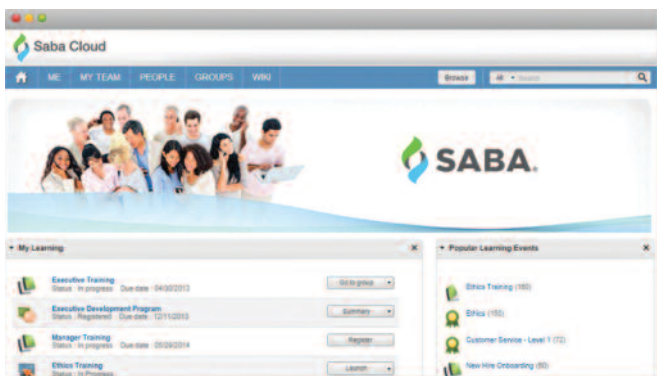 Saba Cloud
ME MY TEAM PEOPLE GROUPS WIKI Browse All Search
SABA.
My Learning
Executive Training
Status : In progress Due date : 04/30/2013
Go to group
Executive Development Program
Status : Registered Due date : 12/11/2013
Summary
Manager Training
Status : In progress Due date : 05/29/2014
Register
Ethics Training
Status : In Progress
Launch
Popular Learning Events
Ethics Training (160)
Ethics (150)
Customer Service - Level 1 (72)
New Hire Onboarding (60)